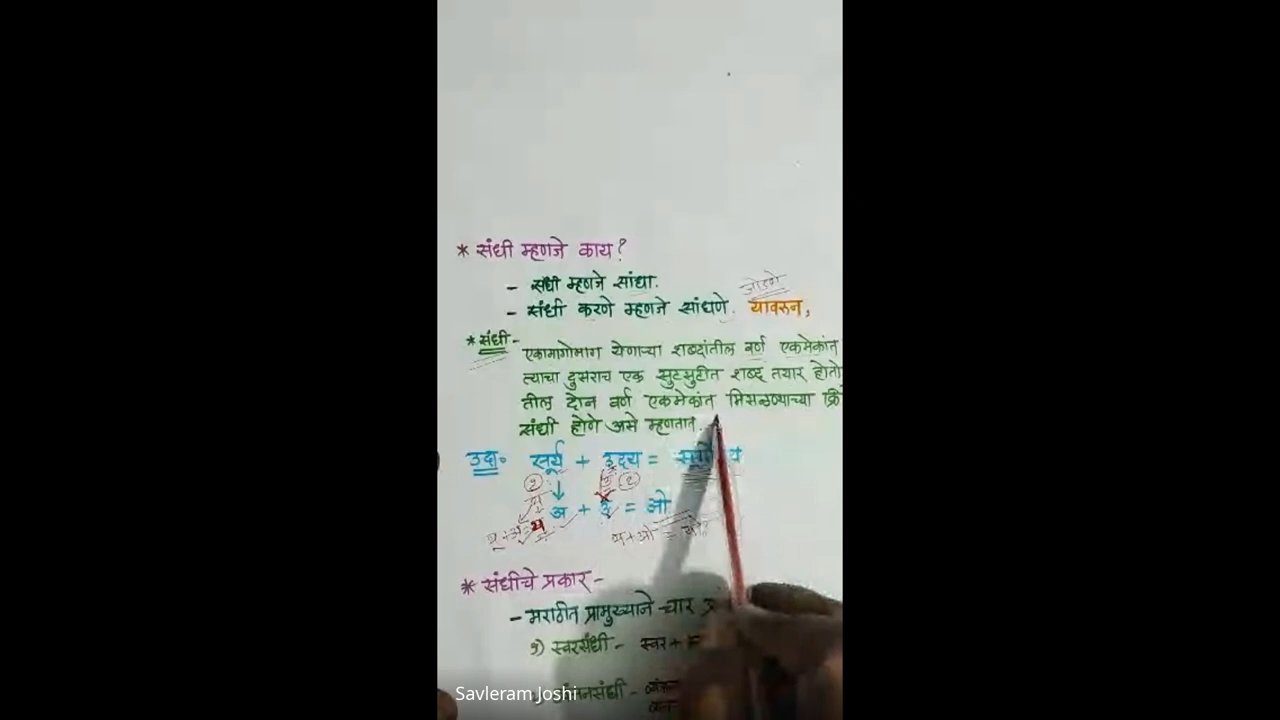 * संधी म्हणजे काय?
- संधी म्हणजे सांधा.
जोडणे
- संधी करणे म्हणजे सांधणे. यावरून,
* संधी -
एकामागोमाग येणाऱ्या शब्दांतील वर्ण एकमेकांत
त्याचा दुसराच एक सुटसुटीत शब्द तयार होतो
तील दोन वर्ण एकमेकांत मिसळण्याच्या क्रि
संधी होणे असे म्हणतात.
उदा. सूर्य + उदय =
अ + उ = ओ
य + ओ = यो
* संधीचे प्रकार -
- मराठीत प्रामुख्याने चार
१) स्वरसंधी - स्वर +
व्यंजनसंधी -
Savleram Joshi